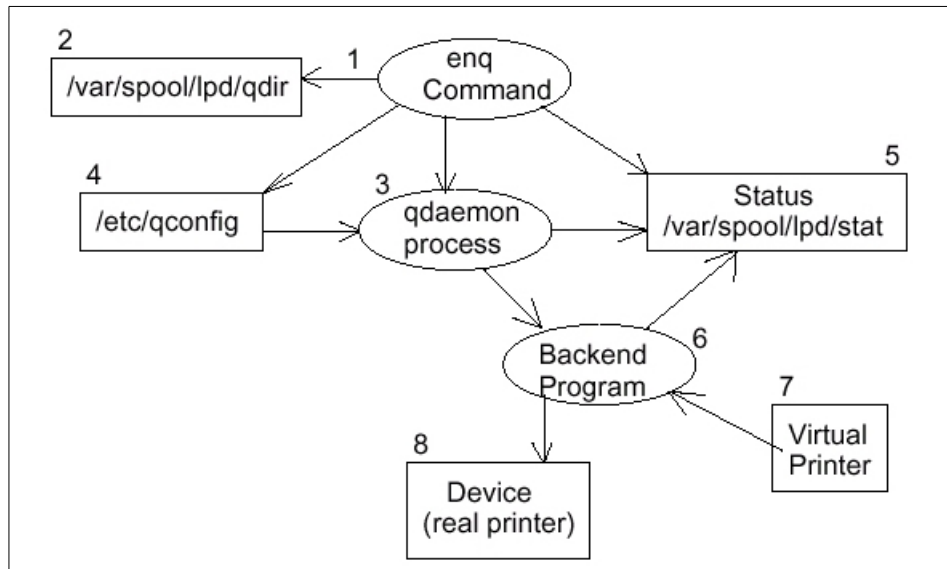 2
1
enq
Command
/var/spool/lpd/qdir
4
3
5
/etc/qconfig
qdaemon
process
Status
/var/spool/lpd/stat
6
Backend
Program
7
Virtual
Printer
8
Device
(real printer)